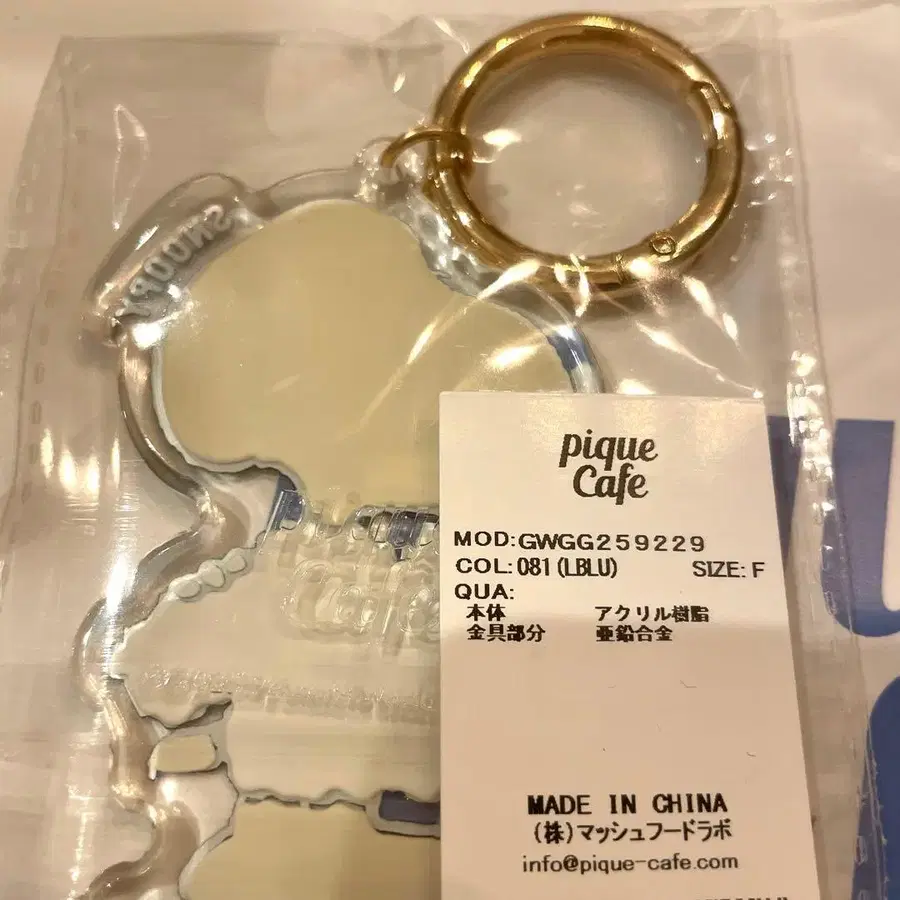 SNOOPY
pique
Cafe
MOD:GWGG259229
COL:081(LBLU) SIZE:F
QUA:
本体 アクリル樹脂
金具部分 亜鉛合金
MADE IN CHINA
(株)マッシュフードラボ
info@pique-cafe.com
Cafe